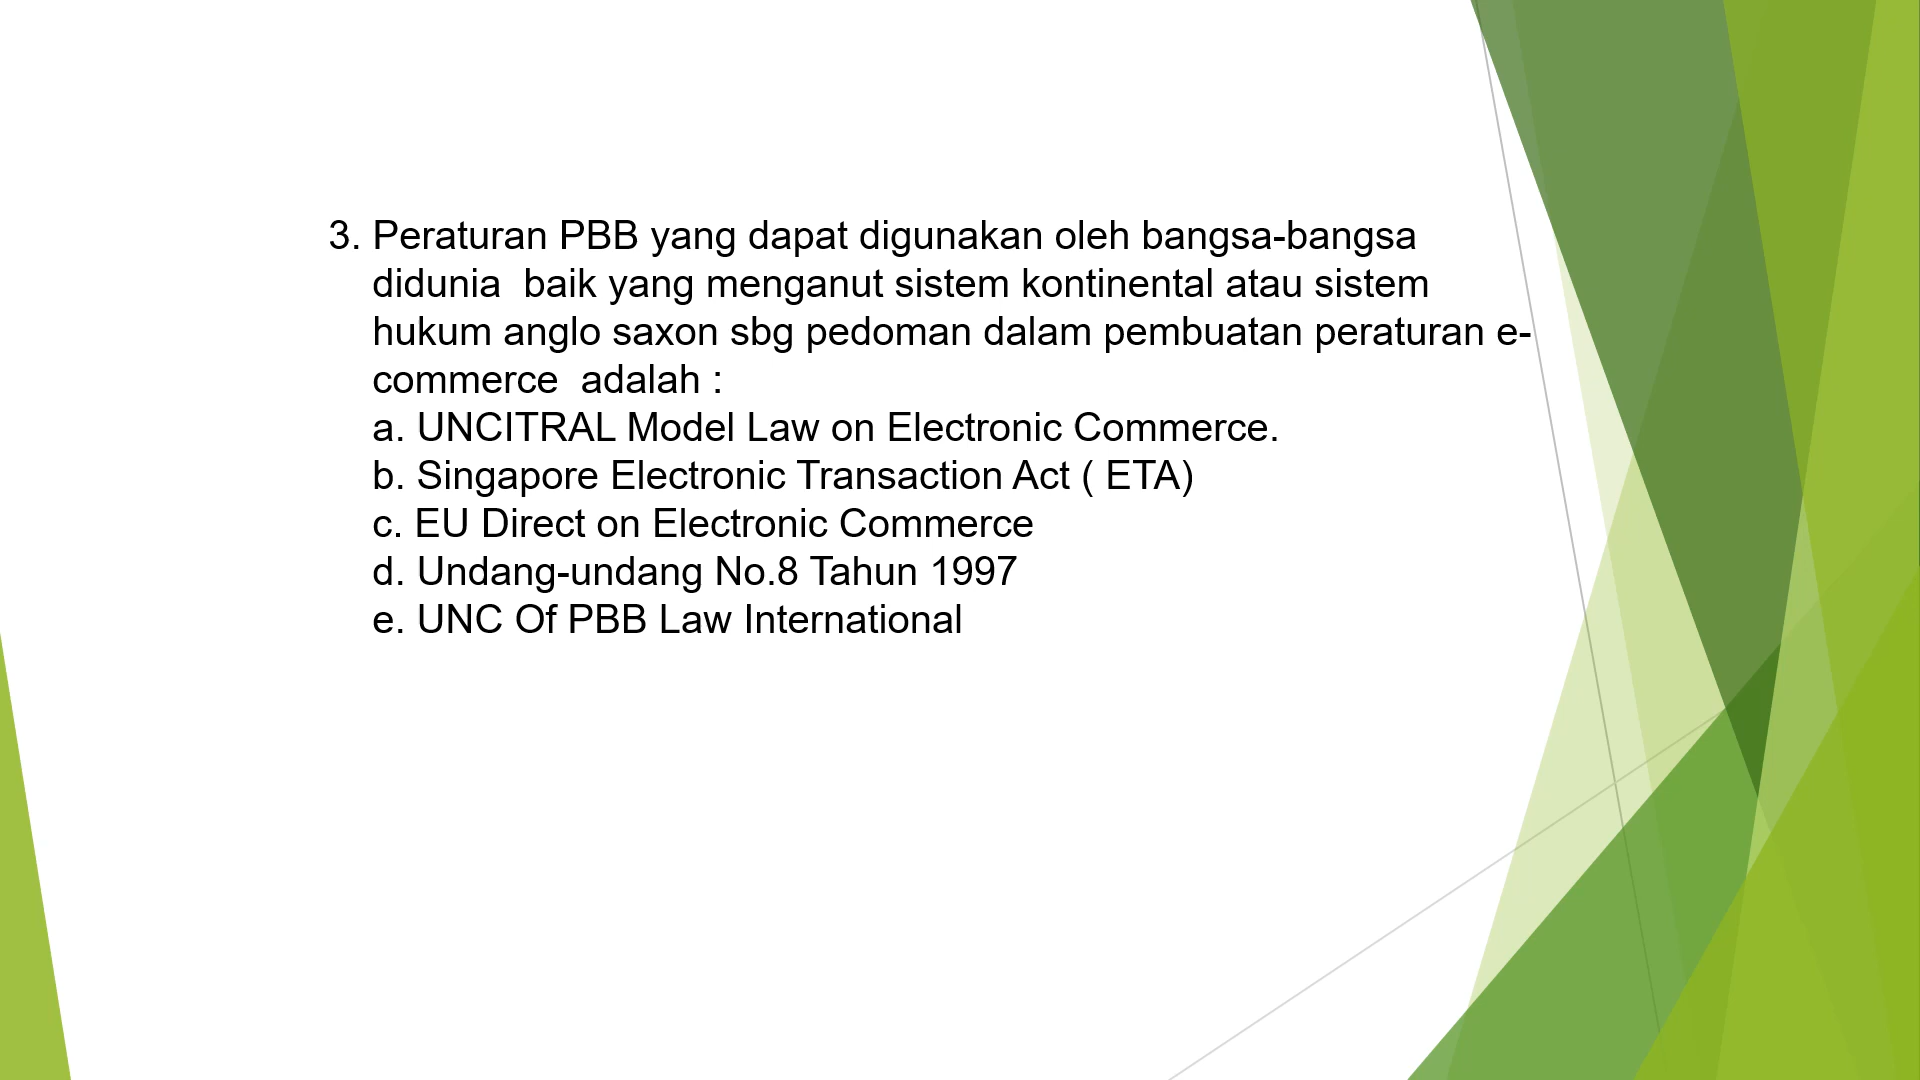 3. Peraturan PBB yang dapat digunakan oleh bangsa-bangsa
didunia  baik yang menganut sistem kontinental atau sistem
hukum anglo saxon sbg pedoman dalam pembuatan peraturan e-
commerce  adalah :
a. UNCITRAL Model Law on Electronic Commerce.
b. Singapore Electronic Transaction Act ( ETA)
c. EU Direct on Electronic Commerce
d. Undang-undang No.8 Tahun 1997
e. UNC Of PBB Law International